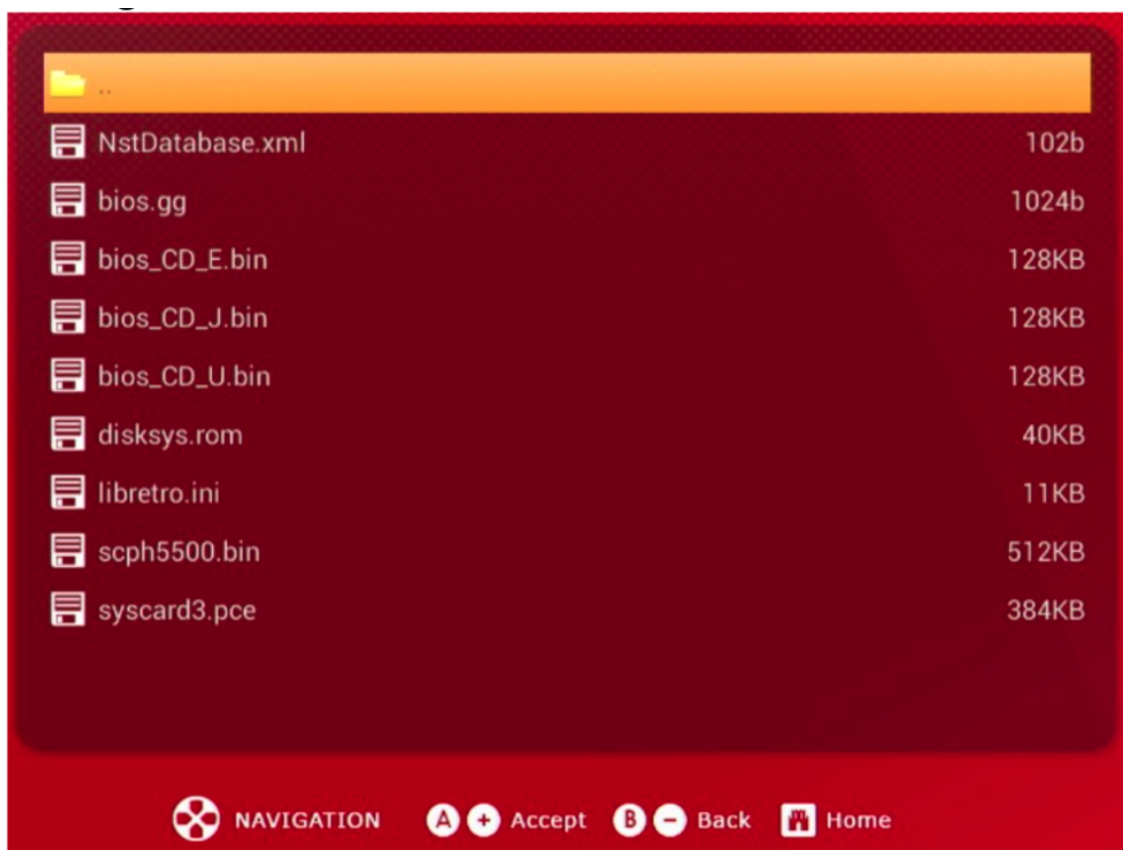 ..
NstDatabase.xml 102b
bios.gg 1024b
bios_CD_E.bin 128KB
bios_CD_J.bin 128KB
bios_CD_U.bin 128KB
disksys.rom 40KB
libretro.ini 11KB
scph5500.bin 512KB
syscard3.pce 384KB
NAVIGATION A + Accept B - Back Home